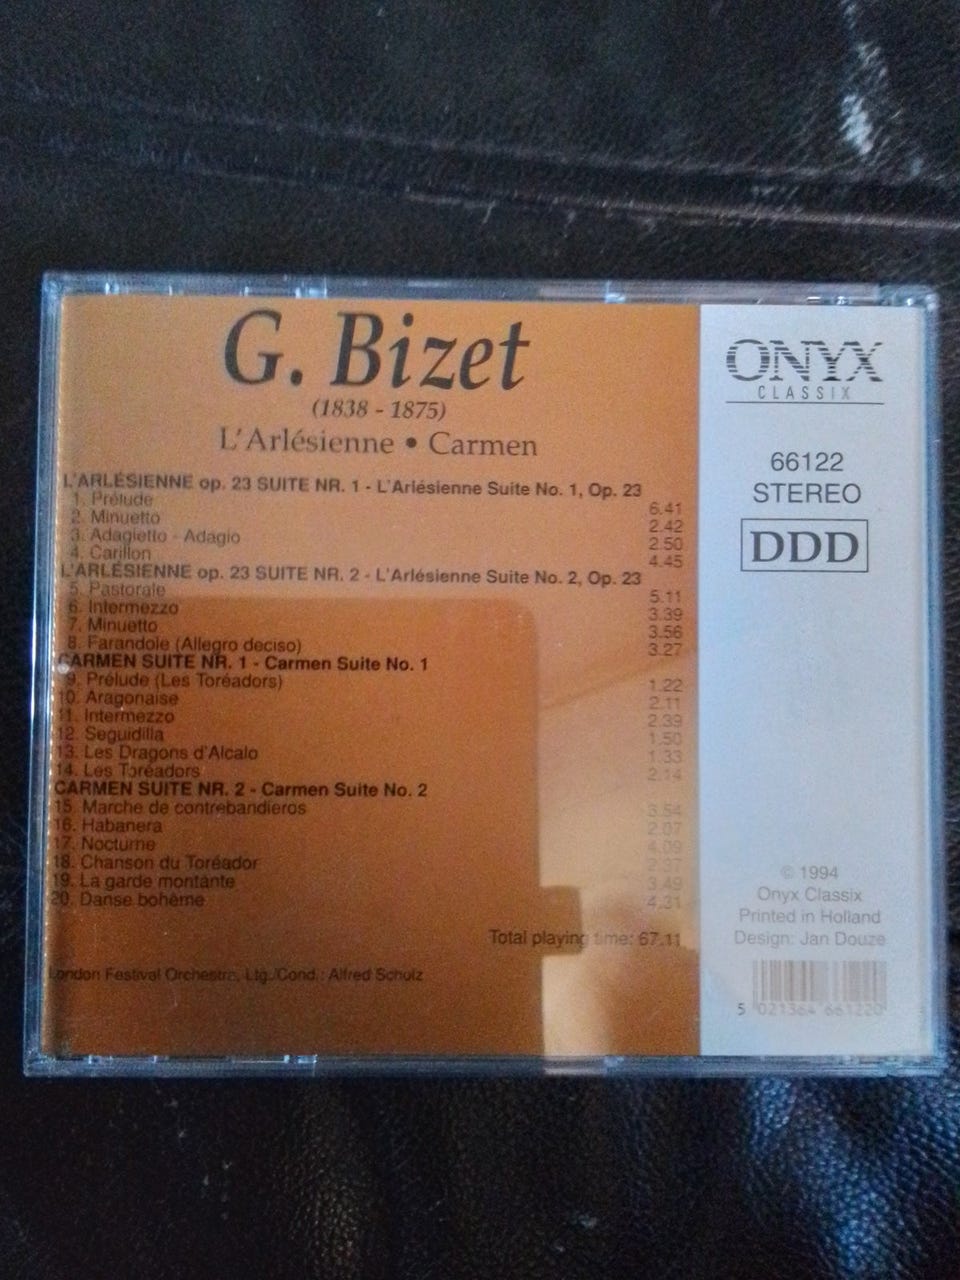 G. Bizet
(1838 - 1875)
L'Arlésienne • Carmen
L'ARLÉSIENNE op. 23 SUITE NR. 1 - L'Arlésienne Suite No. 1, Op. 23
1. Prélude 6.41
2. Minuetto 2.42
3. Adagietto - Adagio 2.50
4. Carillon 4.45
L'ARLÉSIENNE op. 23 SUITE NR. 2 - L'Arlésienne Suite No. 2, Op. 23
5. Pastorale 5.11
6. Intermezzo 3.39
7. Minuetto 3.56
8. Farandole (Allegro deciso) 3.27
CARMEN SUITE NR. 1 - Carmen Suite No. 1
9. Prélude (Les Toréadors) 1.22
10. Aragonaise 2.11
11. Intermezzo 2.39
12. Seguidilla 1.50
13. Les Dragons d'Alcalo 1.33
14. Les Toréadors 2.14
CARMEN SUITE NR. 2 - Carmen Suite No. 2
15. Marche de contrebandieros 3.54
16. Habanera 2.07
17. Nocturne 4.09
18. Chanson du Toréador 2.37
19. La garde montante 3.49
20. Danse bohème 4.31
Total playing time: 67.11
London Festival Orchestra, Ltg./Cond.: Alfred Scholz
ONYX
CLASSIX
66122
STEREO
DDD
© 1994
Onyx Classix
Printed in Holland
Design: Jan Douze
5 021364 661220